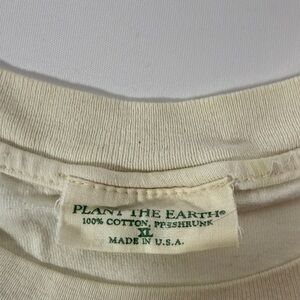 PLANT THE EARTH®
100% COTTON, PRESHRUNK
XL
MADE IN U.S.A.